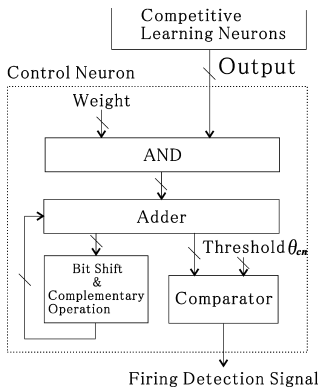 Competitive
Learning Neurons
Output
Control Neuron
Weight
AND
Adder
Threshold θcn
Bit Shift
&
Complementary
Operation
Comparator
Firing Detection Signal